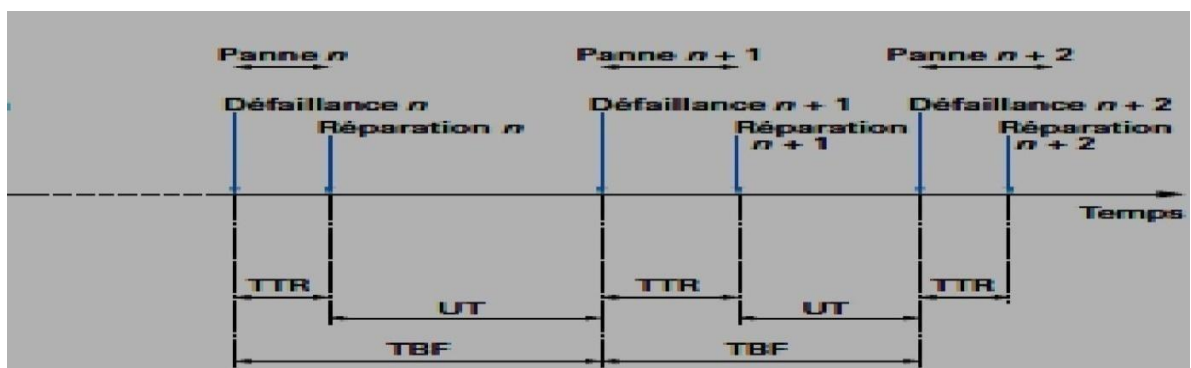 Panne n Panne n + 1 Panne n + 2
Défaillance n Défaillance n + 1 Défaillance n + 2
Réparation n Réparation Réparation
n + 1 n + 2
Temps
TTR TTR TTR
UT UT
TBF TBF